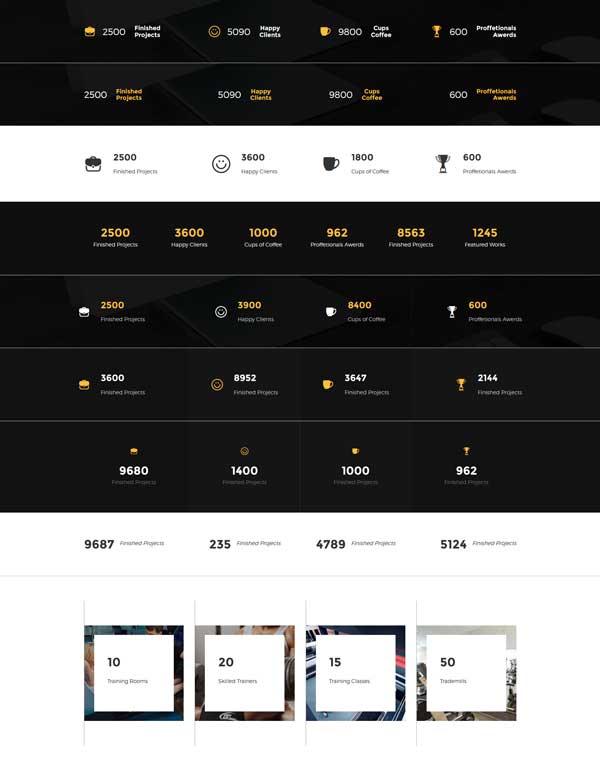 2500 Finished Projects
5090 Happy Clients
9800 Cups Coffee
600 Proffetionals Awerds
2500 Finished Projects
5090 Happy Clients
9800 Cups Coffee
600 Proffetionals Awerds
2500
Finished Projects
3600
Happy Clients
1800
Cups of Coffee
600
Proffetionals Awerds
2500
Finished Projects
3600
Happy Clients
1000
Cups of Coffee
962
Proffetionals Awerds
8563
Finished Projects
1245
Featured Works
2500
Finished Projects
3900
Happy Clients
8400
Cups of Coffee
600
Proffetionals Awerds
3600
Finished Projects
8952
Finished Projects
3647
Finished Projects
2144
Finished Projects
9680
Finished Projects
1400
Finished Projects
1000
Finished Projects
962
Finished Projects
9687 Finished Projects
235 Finished Projects
4789 Finished Projects
5124 Finished Projects
10
Training Rooms
20
Skilled Trainers
15
Training Classes
50
Trademills